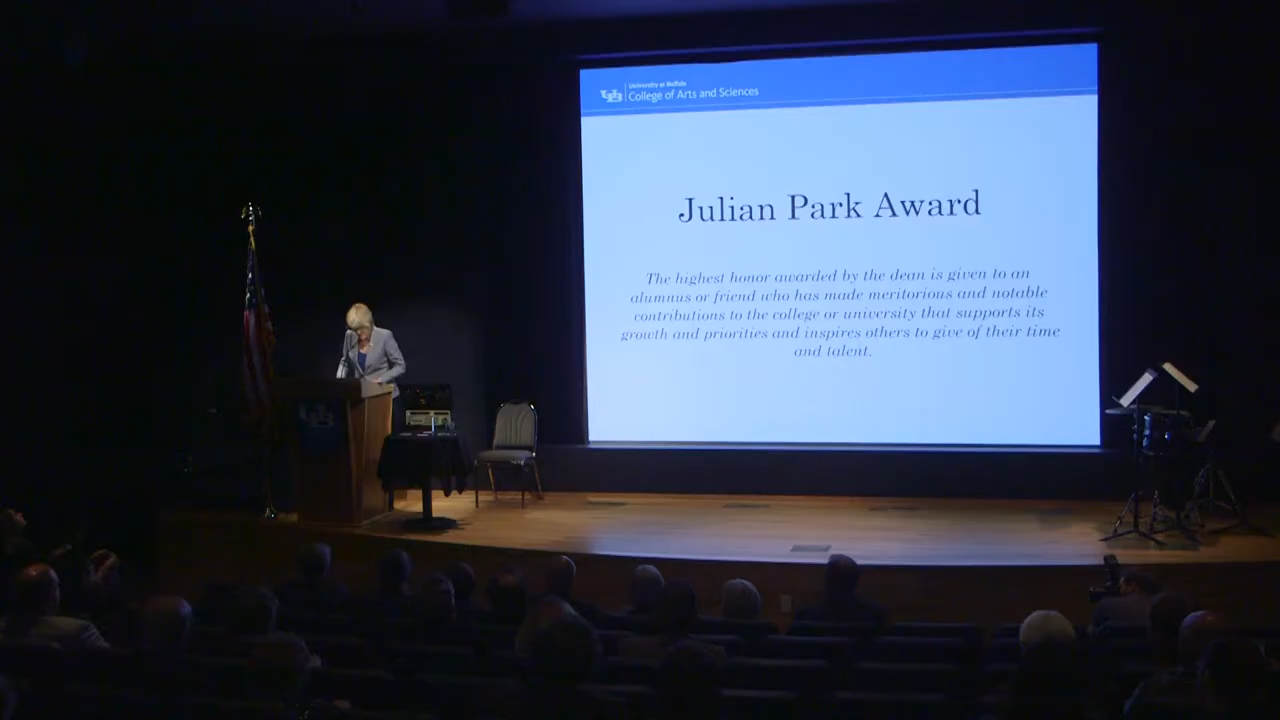 UB
University at Buffalo
College of Arts and Sciences
Julian Park Award
The highest honor awarded by the dean is given to an
alumnus or friend who has made meritorious and notable
contributions to the college or university that supports its
growth and priorities and inspires others to give of their time
and talent.
UB